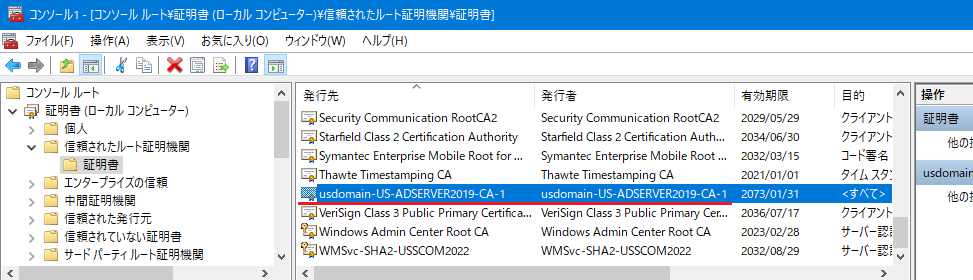 コンソール1 - [コンソール ルート¥証明書 (ローカル コンピューター)¥信頼されたルート証明機関¥証明書]
ファイル(F) 操作(A) 表示(V) お気に入り(O) ウィンドウ(W) ヘルプ(H)
コンソール ルート
証明書 (ローカル コンピューター)
個人
信頼されたルート証明機関
証明書
エンタープライズの信頼
中間証明機関
信頼された発行元
信頼されていない証明書
サード パーティ ルート証明機関
発行先 発行者 有効期限 目的
Security Communication RootCA2 Security Communication RootCA2 2029/05/29 クライアント
Starfield Class 2 Certification Authority Starfield Class 2 Certification Auth... 2034/06/30 クライアント
Symantec Enterprise Mobile Root for ... Symantec Enterprise Mobile Root f... 2032/03/15 コード署名
Thawte Timestamping CA Thawte Timestamping CA 2021/01/01 タイム スタン
usdomain-US-ADSERVER2019-CA-1 usdomain-US-ADSERVER2019-CA-1 2073/01/31 <すべて>
VeriSign Class 3 Public Primary Certifica... VeriSign Class 3 Public Primary Cer... 2036/07/17 クライアント
Windows Admin Center Root CA Windows Admin Center Root CA 2023/02/28 サーバー認証
WMSvc-SHA2-USSCOM2022 WMSvc-SHA2-USSCOM2022 2032/08/29 サーバー認証
操作
証明書
他の
usdomain
他の